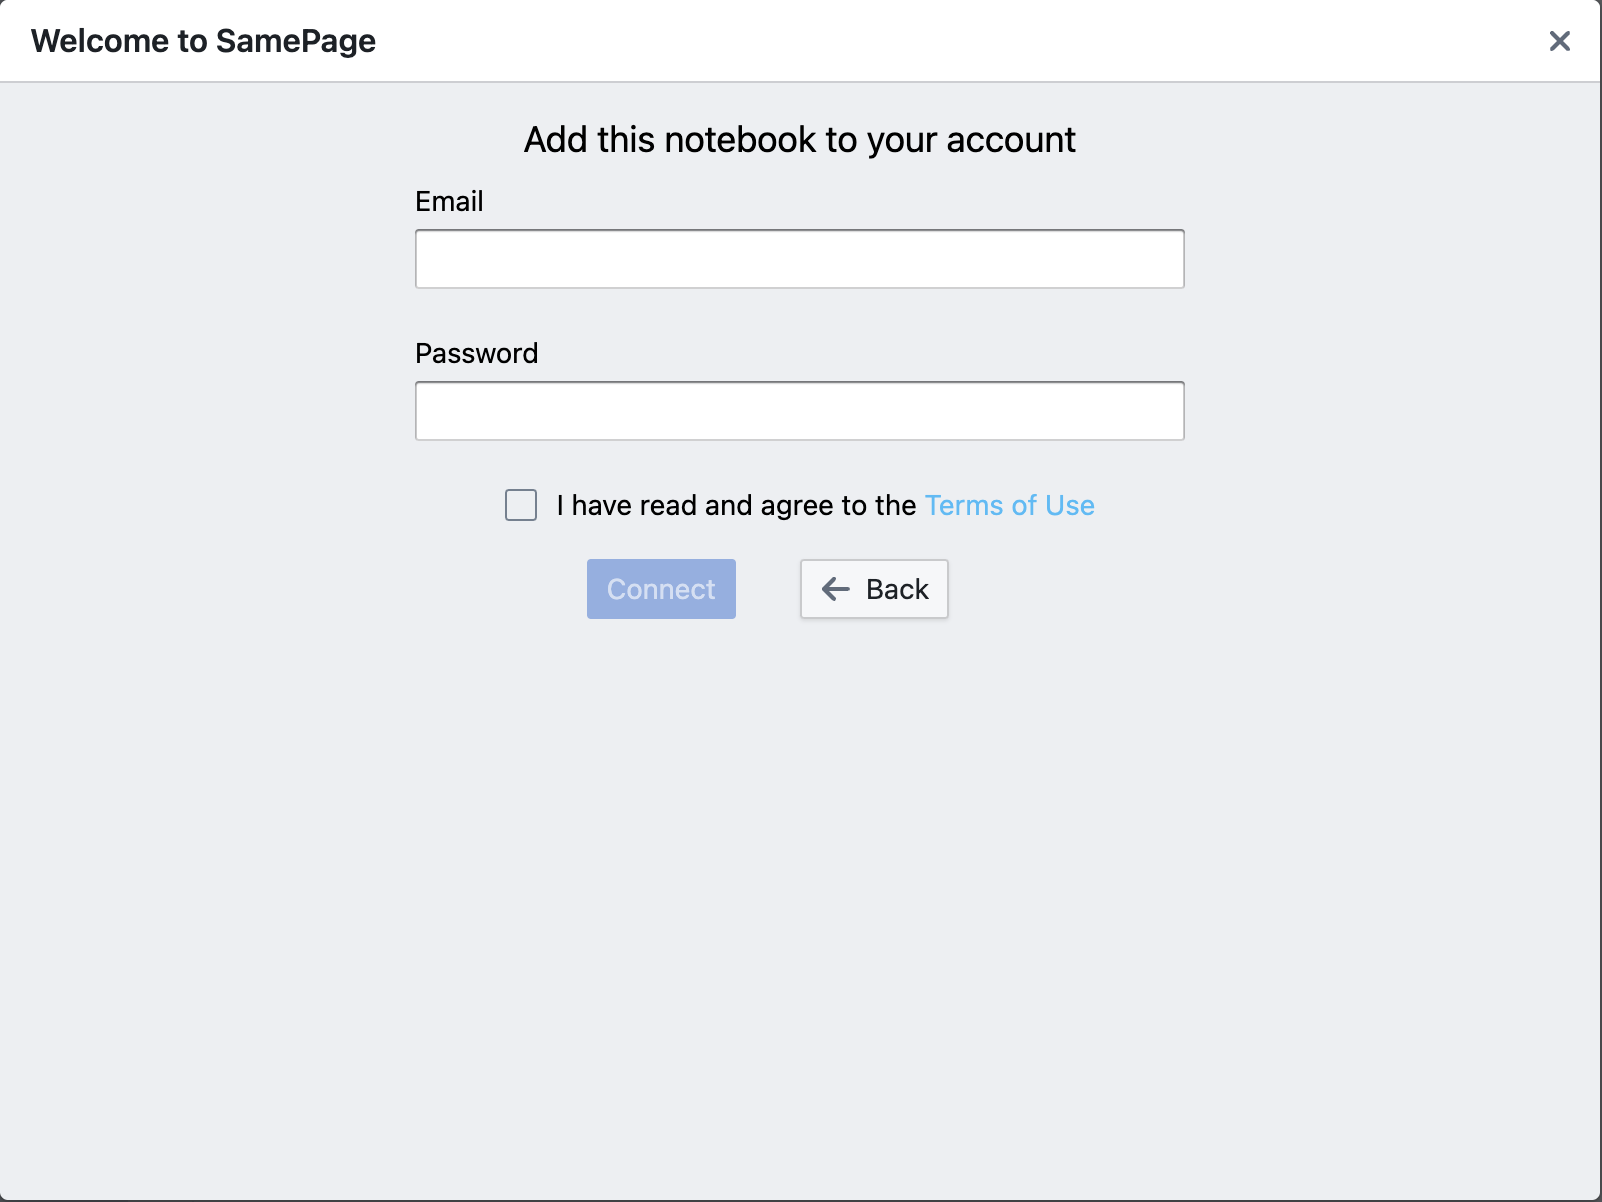 Welcome to SamePage
Add this notebook to your account
Email
Password
I have read and agree to the Terms of Use
Connect
Back